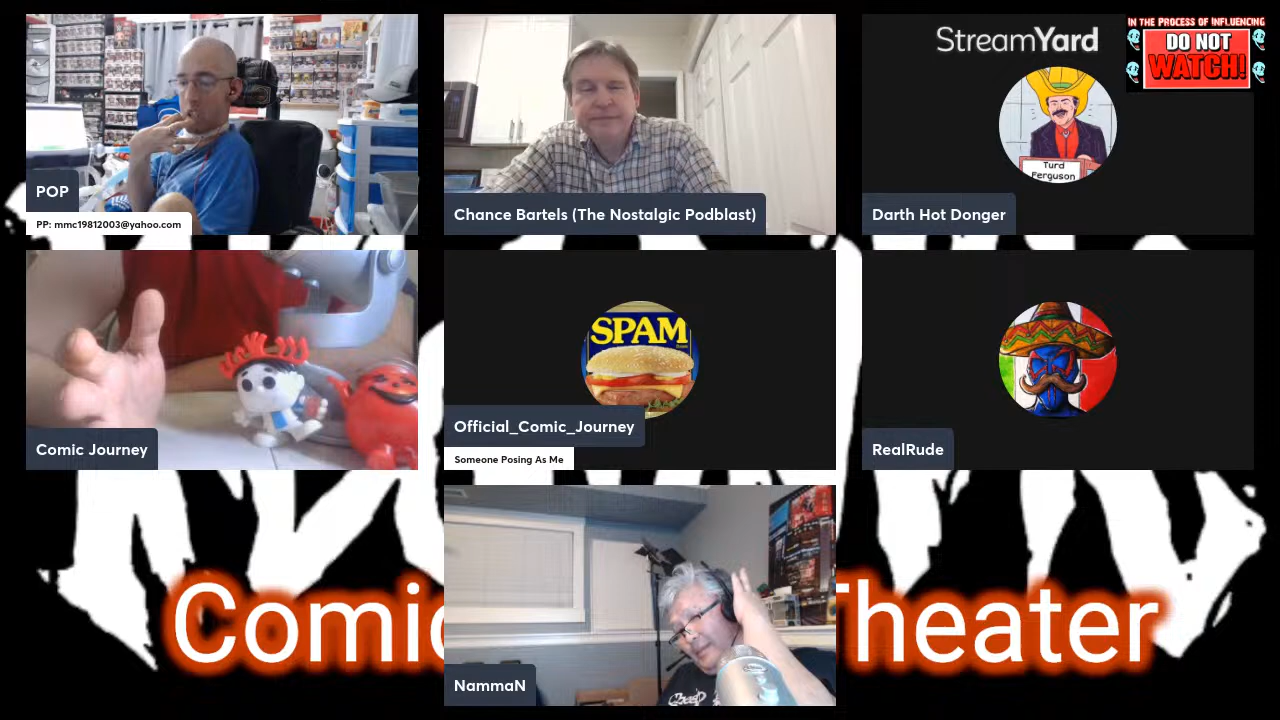 StreamYard
IN THE PROCESS OF INFLUENCING
DO NOT
WATCH!
Turd
Ferguson
POP
PP: mmc19812003@yahoo.com
Chance Bartels (The Nostalgic Podblast)
Darth Hot Donger
SPAM
Comic Journey
Official_Comic_Journey
Someone Posing As Me
RealRude
Comic
Theater
NammaN